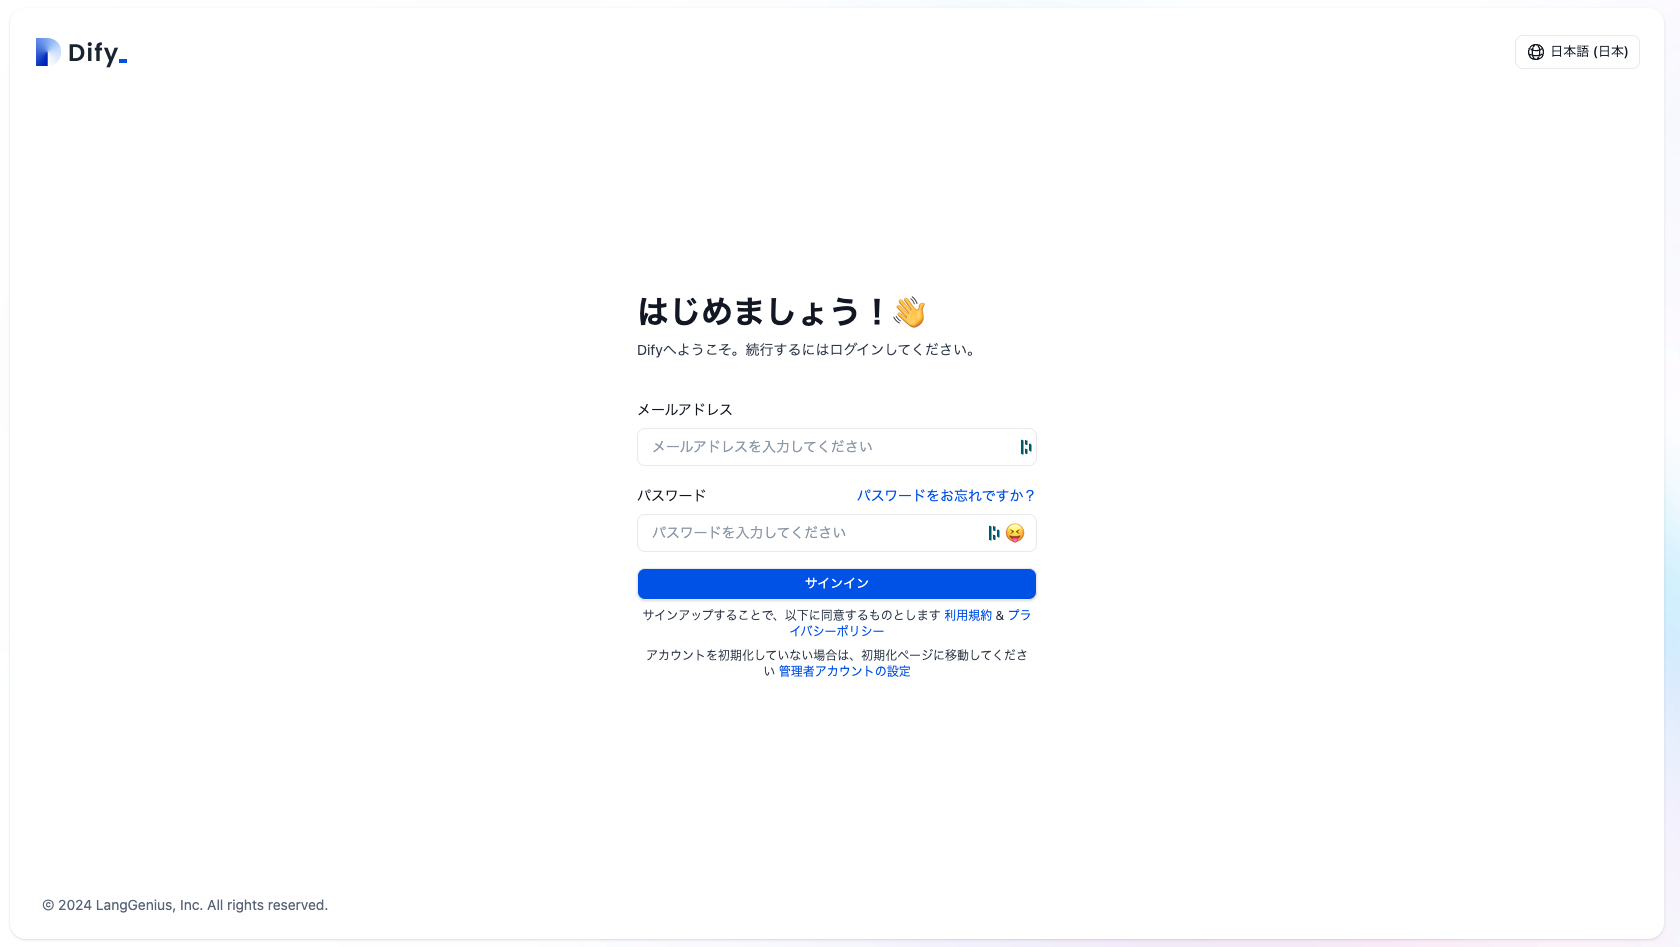 Dify_
日本語 (日本)
はじめましょう！👋
Difyへようこそ。続行するにはログインしてください。
メールアドレス
メールアドレスを入力してください
パスワード
パスワードをお忘れですか？
パスワードを入力してください
サインイン
サインアップすることで、以下に同意するものとします 利用規約 & プラ
イバシーポリシー
アカウントを初期化していない場合は、初期化ページに移動してくださ
い 管理者アカウントの設定
© 2024 LangGenius, Inc. All rights reserved.